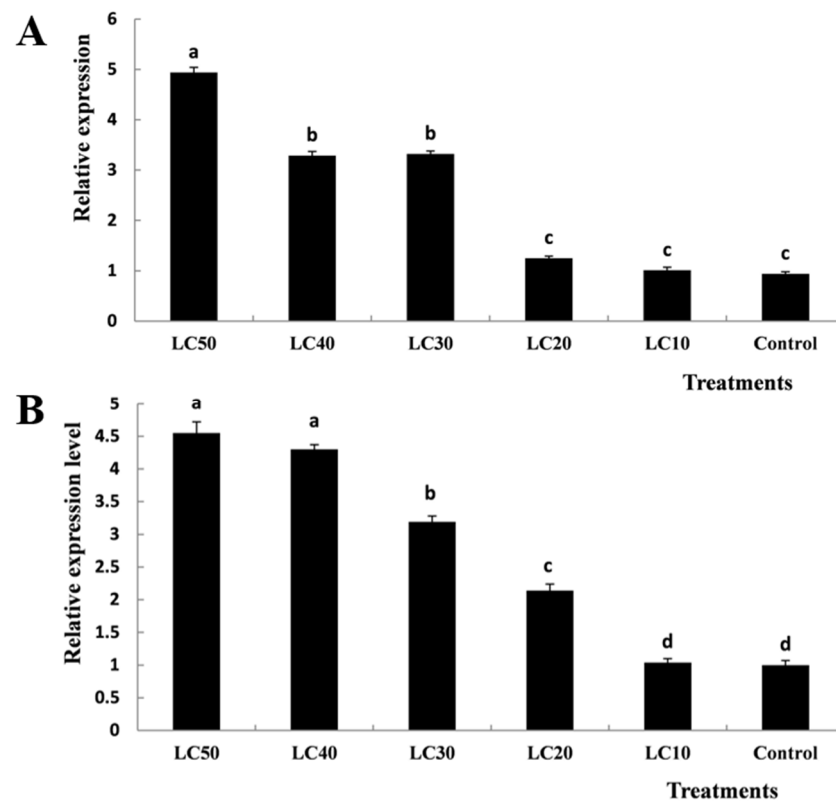 A
Relative expression
6
5
4
3
2
1
0
a
b
b
c
c
c
LC50 LC40 LC30 LC20 LC10 Control
Treatments
B
Relative expression level
5
4.5
4
3.5
3
2.5
2
1.5
1
0.5
0
a
a
b
c
d
d
LC50 LC40 LC30 LC20 LC10 Control
Treatments